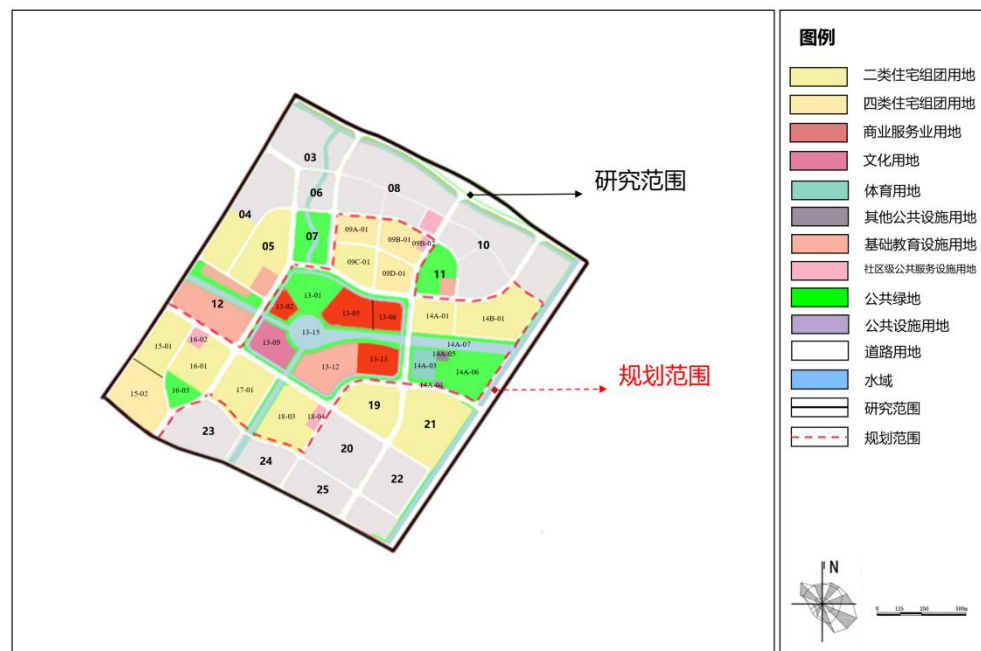 图例
二类住宅组团用地
四类住宅组团用地
商业服务业用地
文化用地
体育用地
其他公共设施用地
基础教育设施用地
社区级公共服务设施用地
公共绿地
公共设施用地
道路用地
水域
研究范围
规划范围
N
0 125 250 500m
研究范围
规划范围
03
06
08
04
07
05
09A-01
09B-01
09B-02
10
09C-01
09D-01
11
12
13-01
13-02
13-05
13-06
14A-01
14B-01
13-15
14A-07
13-09
14A-05
13-12
13-13
14A-03
14A-06
14A-04
15-01
16-02
16-01
15-02
16-03
17-01
18-03
18-04
19
21
23
20
24
22
25